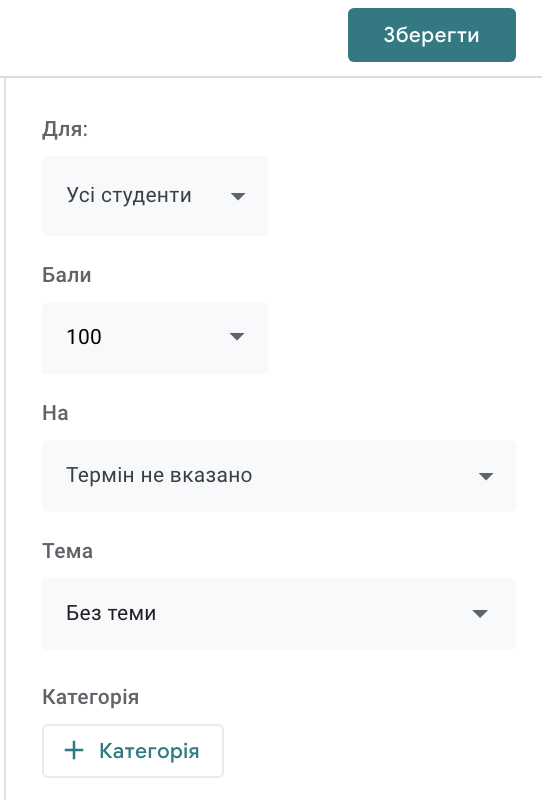 Зберегти
Для:
Усі студенти
Бали
100
На
Термін не вказано
Тема
Без теми
Категорія
+ Категорія